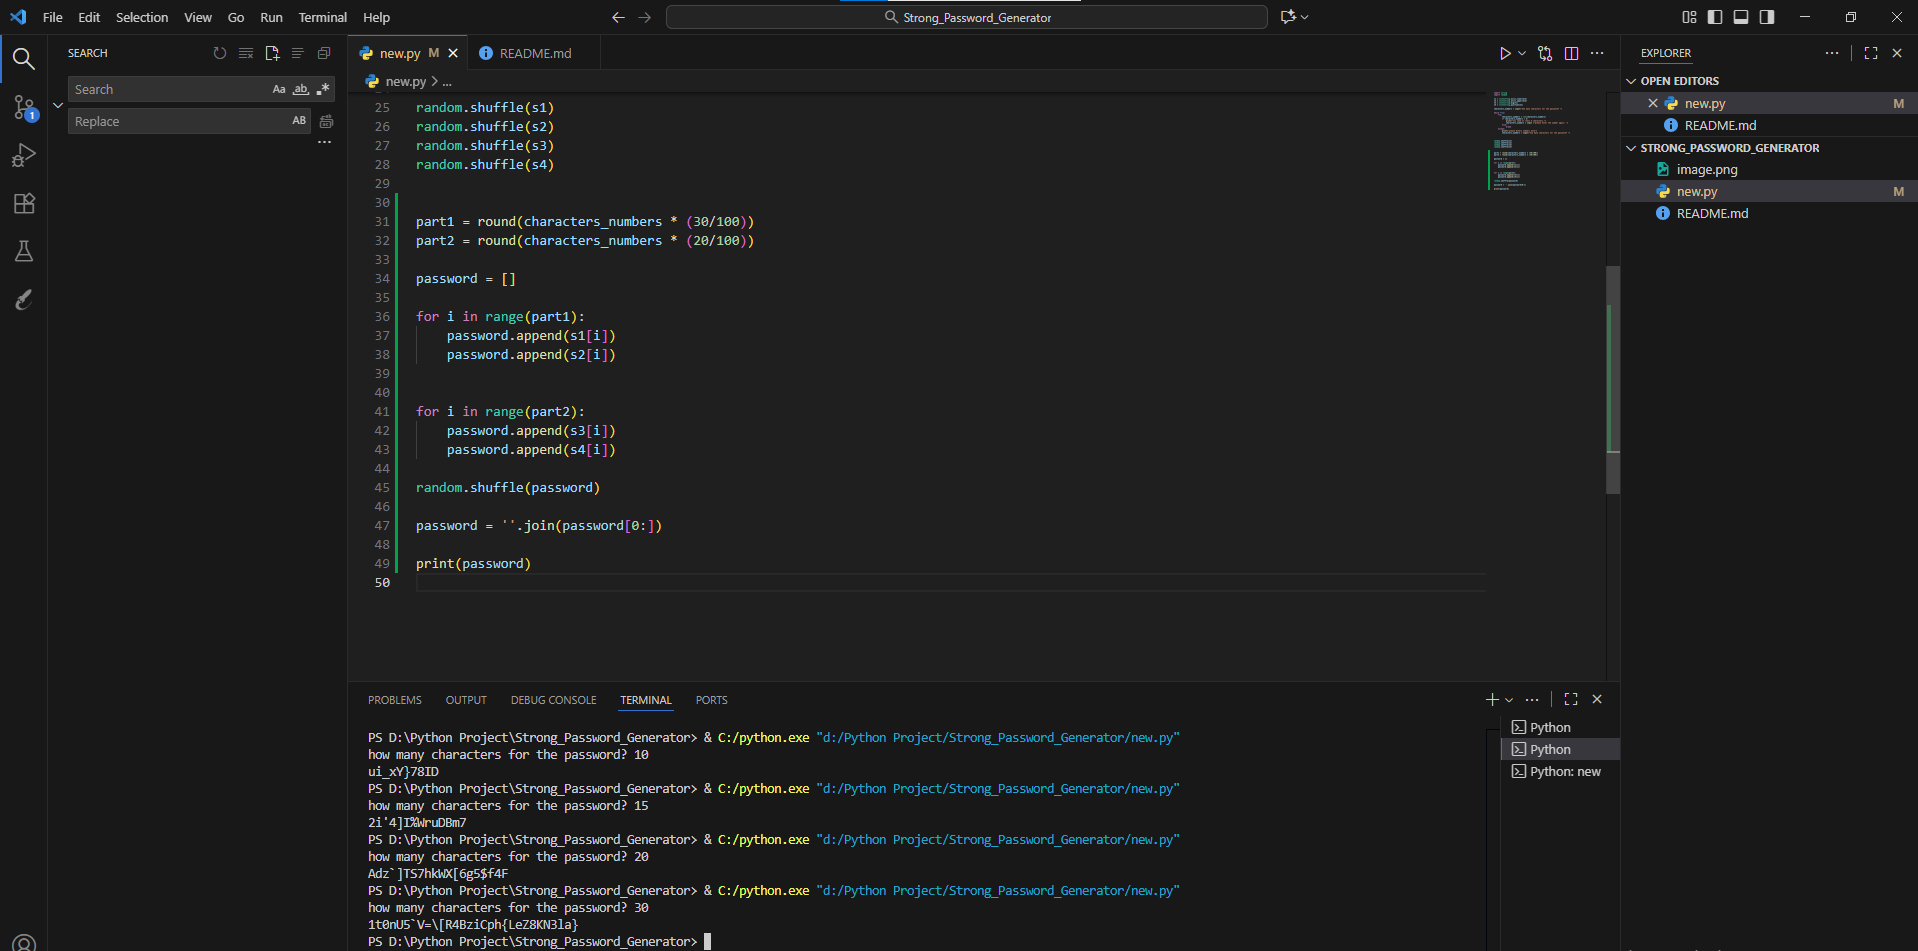 File Edit Selection View Go Run Terminal Help
Strong_Password_Generator
SEARCH
Search
Aa ab
Replace
AB
1
new.py M
README.md
new.py > ...
25 random.shuffle(s1)
26 random.shuffle(s2)
27 random.shuffle(s3)
28 random.shuffle(s4)
29
30
31 part1 = round(characters_numbers * (30/100))
32 part2 = round(characters_numbers * (20/100))
33
34 password = []
35
36 for i in range(part1):
37     password.append(s1[i])
38     password.append(s2[i])
39
40
41 for i in range(part2):
42     password.append(s3[i])
43     password.append(s4[i])
44
45 random.shuffle(password)
46
47 password = ''.join(password[0:])
48
49 print(password)
50
PROBLEMS OUTPUT DEBUG CONSOLE TERMINAL PORTS
PS D:\Python Project\Strong_Password_Generator> & C:/python.exe "d:/Python Project/Strong_Password_Generator/new.py"
how many characters for the password? 10
ui_xY}78ID
PS D:\Python Project\Strong_Password_Generator> & C:/python.exe "d:/Python Project/Strong_Password_Generator/new.py"
how many characters for the password? 15
2i'4]I%WruDBm7
PS D:\Python Project\Strong_Password_Generator> & C:/python.exe "d:/Python Project/Strong_Password_Generator/new.py"
how many characters for the password? 20
Adz`]TS7hkWX[6g5$f4F
PS D:\Python Project\Strong_Password_Generator> & C:/python.exe "d:/Python Project/Strong_Password_Generator/new.py"
how many characters for the password? 30
1t0nU5`V=\[R4BziCph{LeZ8KN3la}
PS D:\Python Project\Strong_Password_Generator>
Python
Python
Python: new
EXPLORER
OPEN EDITORS
new.py M
README.md
STRONG_PASSWORD_GENERATOR
image.png
new.py M
README.md